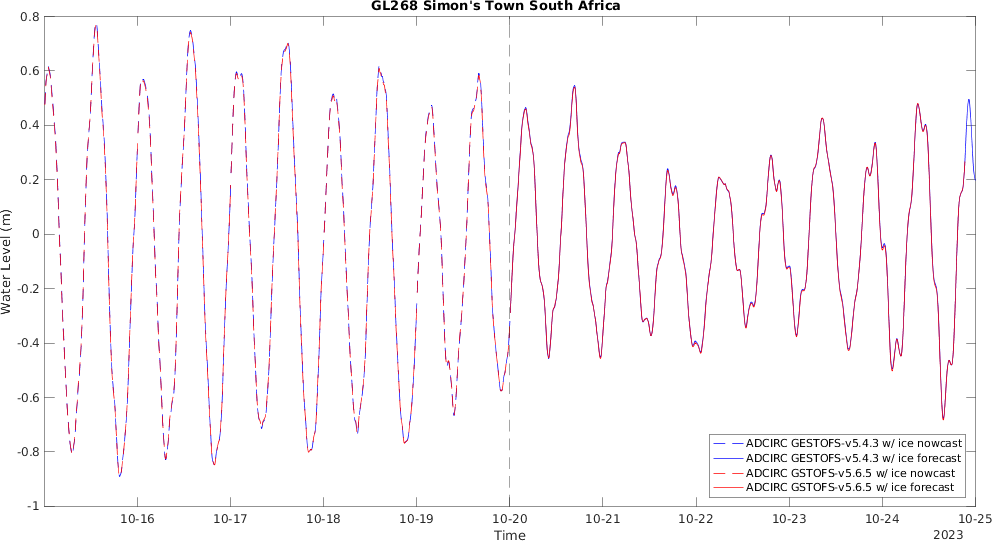 GL268 Simon's Town South Africa
0.8
0.6
0.4
0.2
0
-0.2
-0.4
-0.6
-0.8
-1
Water Level (m)
ADCIRC GESTOFS-v5.4.3 w/ ice nowcast
ADCIRC GESTOFS-v5.4.3 w/ ice forecast
ADCIRC GSTOFS-v5.6.5 w/ ice nowcast
ADCIRC GSTOFS-v5.6.5 w/ ice forecast
10-16 10-17 10-18 10-19 10-20 10-21 10-22 10-23 10-24 10-25
Time
2023